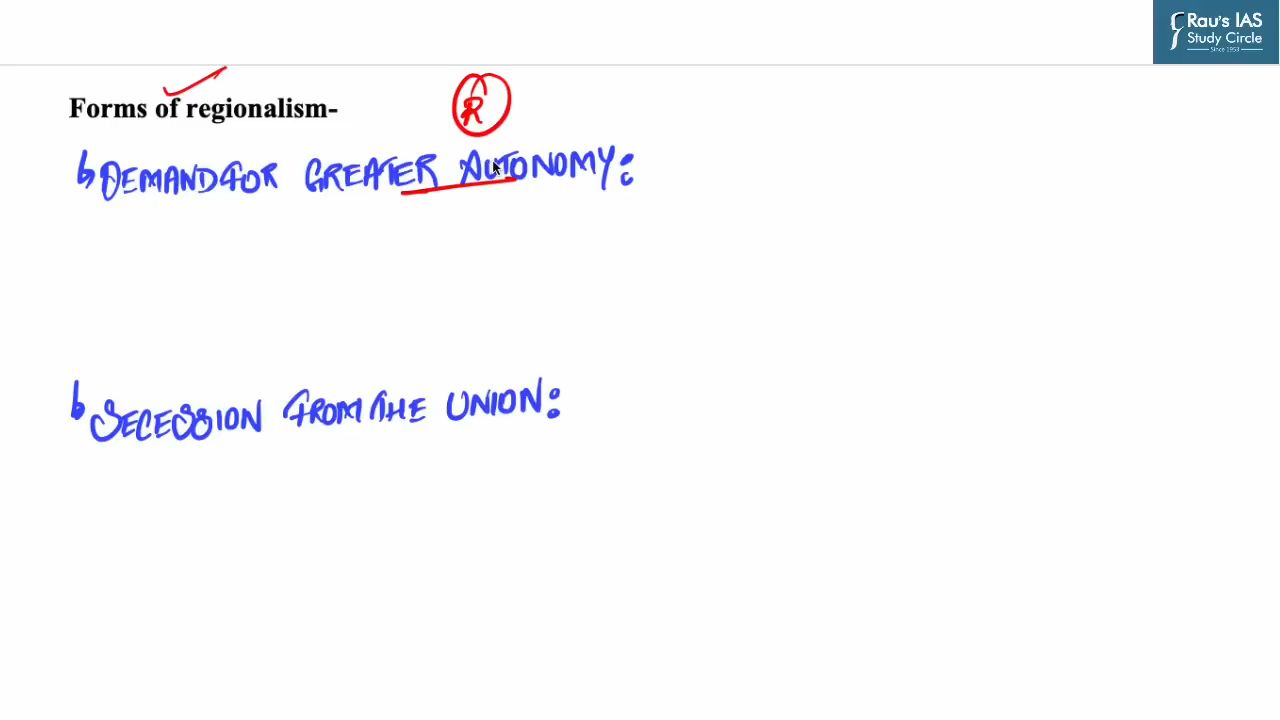 Rau's IAS
Study Circle
Since 1953
Forms of regionalism-
R
DEMAND FOR GREATER AUTONOMY:
SECESSION FROM THE UNION: